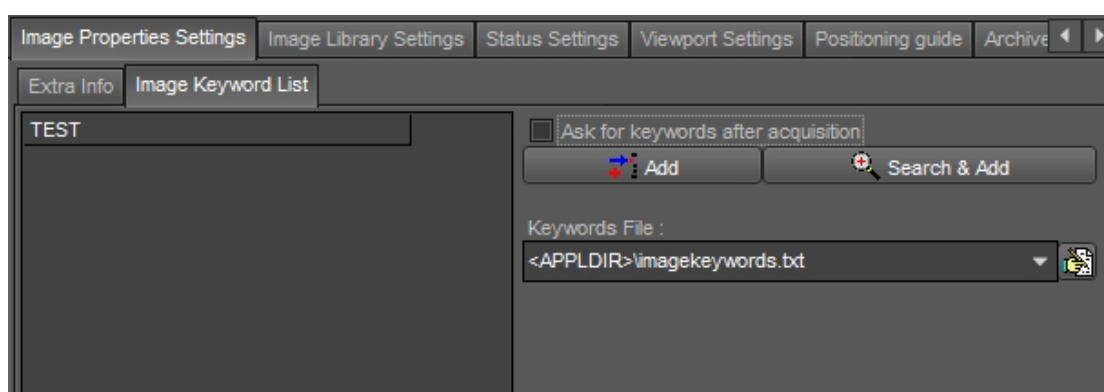 Image Properties Settings Image Library Settings Status Settings Viewport Settings Positioning guide Archive
Extra Info Image Keyword List
TEST
Ask for keywords after acquisition
Add Search & Add
Keywords File :
<APPLDIR>\imagekeywords.txt